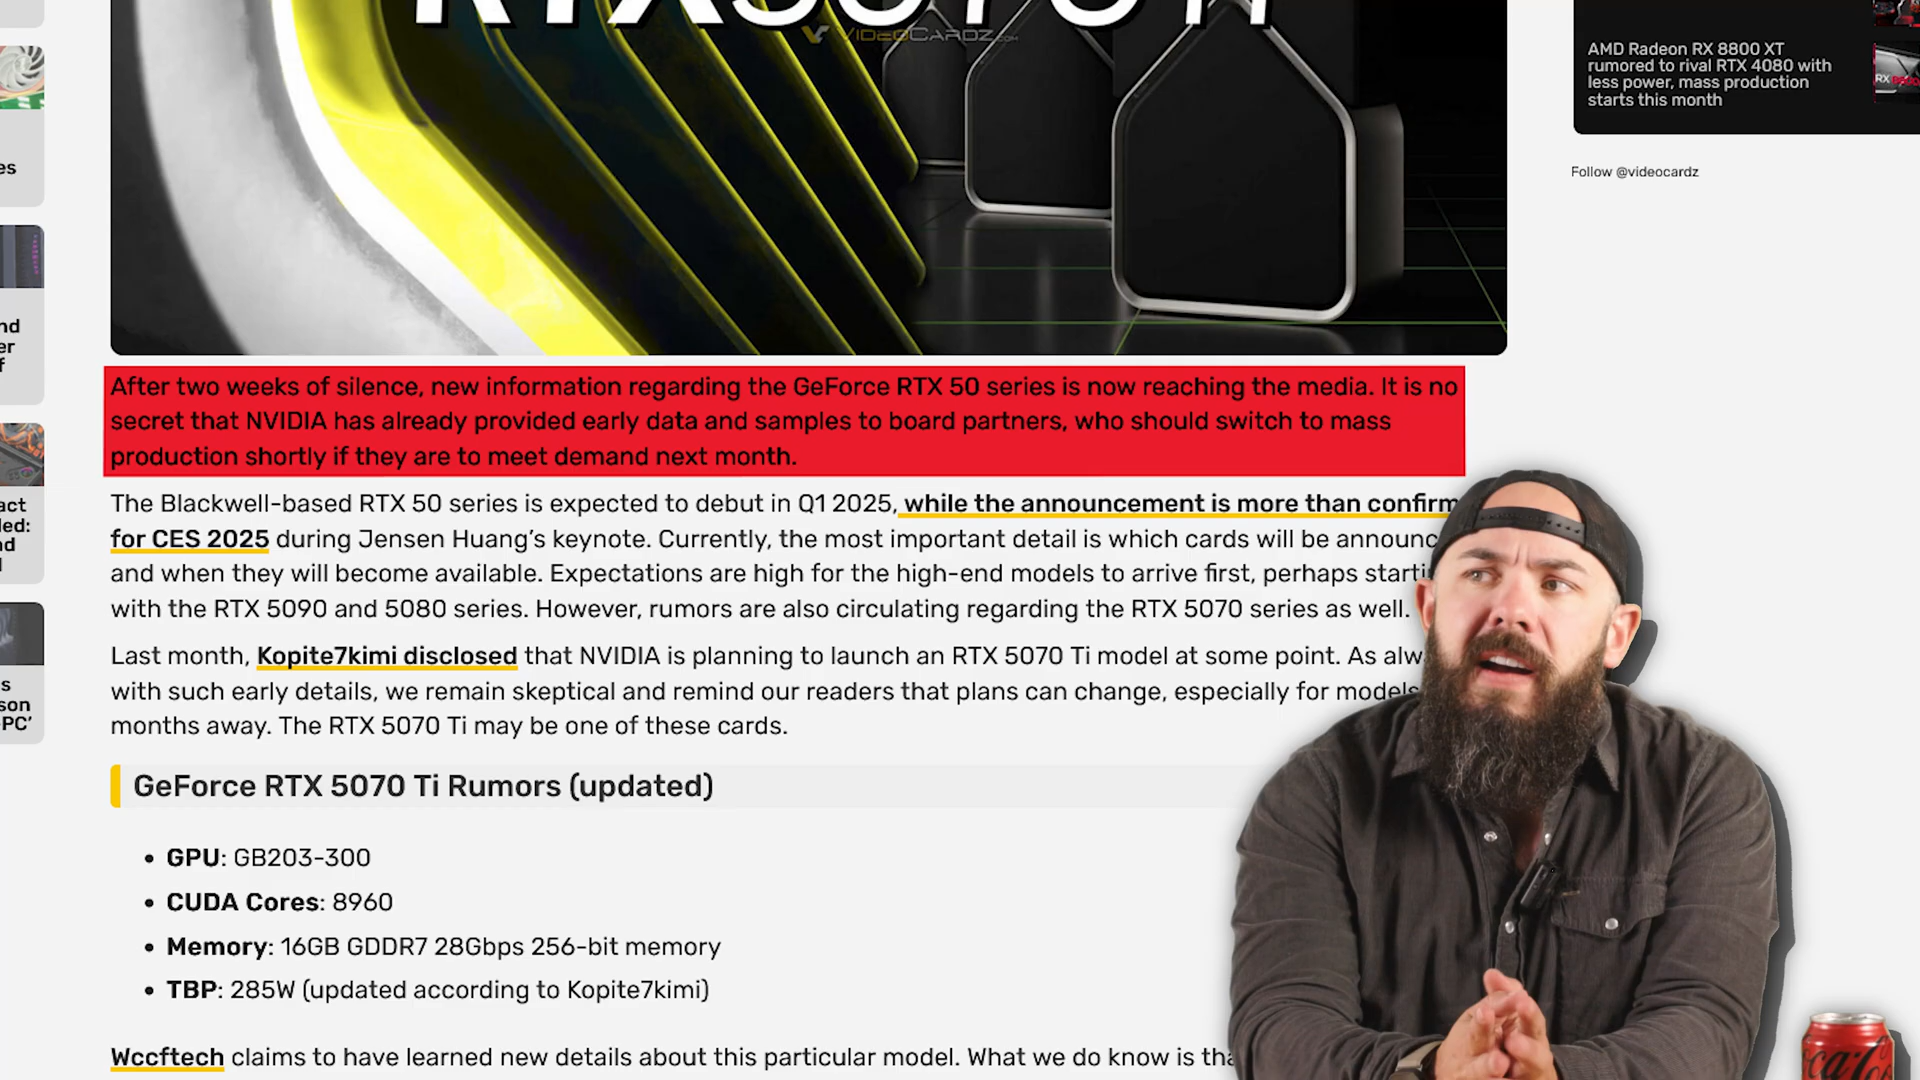 VIDEOCARDZ.COM
AMD Radeon RX 8800 XT
rumored to rival RTX 4080 with
less power, mass production
starts this month
Follow @videocardz
es
nd
er
f
act
led:
nd
l
s
son
PC’
After two weeks of silence, new information regarding the GeForce RTX 50 series is now reaching the media. It is no
secret that NVIDIA has already provided early data and samples to board partners, who should switch to mass
production shortly if they are to meet demand next month.
The Blackwell-based RTX 50 series is expected to debut in Q1 2025, while the announcement is more than confirm
for CES 2025 during Jensen Huang’s keynote. Currently, the most important detail is which cards will be announc
and when they will become available. Expectations are high for the high-end models to arrive first, perhaps starti
with the RTX 5090 and 5080 series. However, rumors are also circulating regarding the RTX 5070 series as well.
Last month, Kopite7kimi disclosed that NVIDIA is planning to launch an RTX 5070 Ti model at some point. As alw
with such early details, we remain skeptical and remind our readers that plans can change, especially for models
months away. The RTX 5070 Ti may be one of these cards.
GeForce RTX 5070 Ti Rumors (updated)
• GPU: GB203-300
• CUDA Cores: 8960
• Memory: 16GB GDDR7 28Gbps 256-bit memory
• TBP: 285W (updated according to Kopite7kimi)
Wccftech claims to have learned new details about this particular model. What we do know is tha